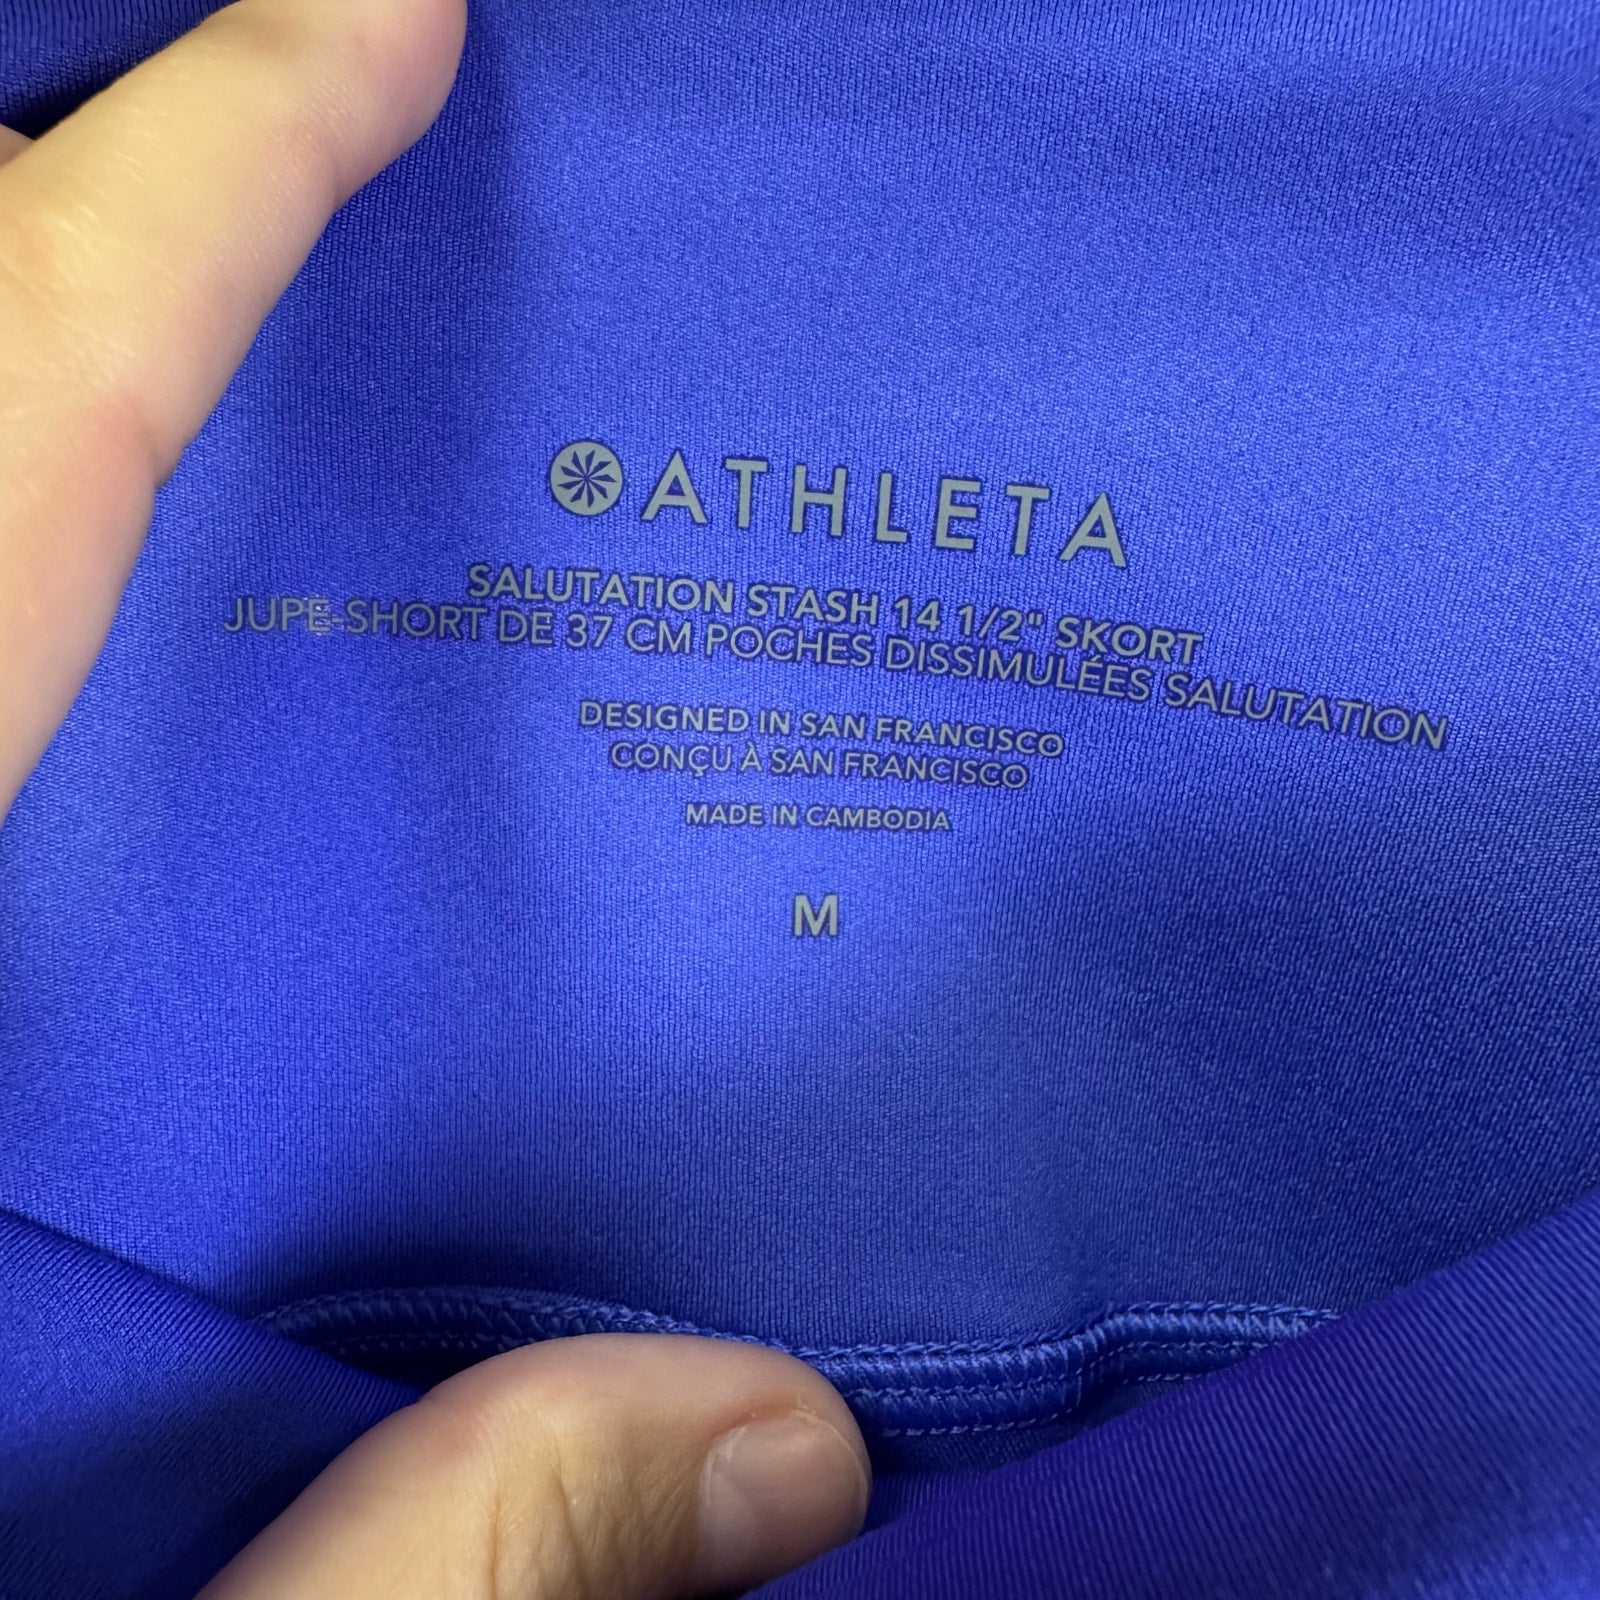 ATHLETA
SALUTATION STASH 14 1/2" SKORT
JUPE-SHORT DE 37 CM POCHES DISSIMULÉES SALUTATION
DESIGNED IN SAN FRANCISCO
CONÇU À SAN FRANCISCO
MADE IN CAMBODIA
M